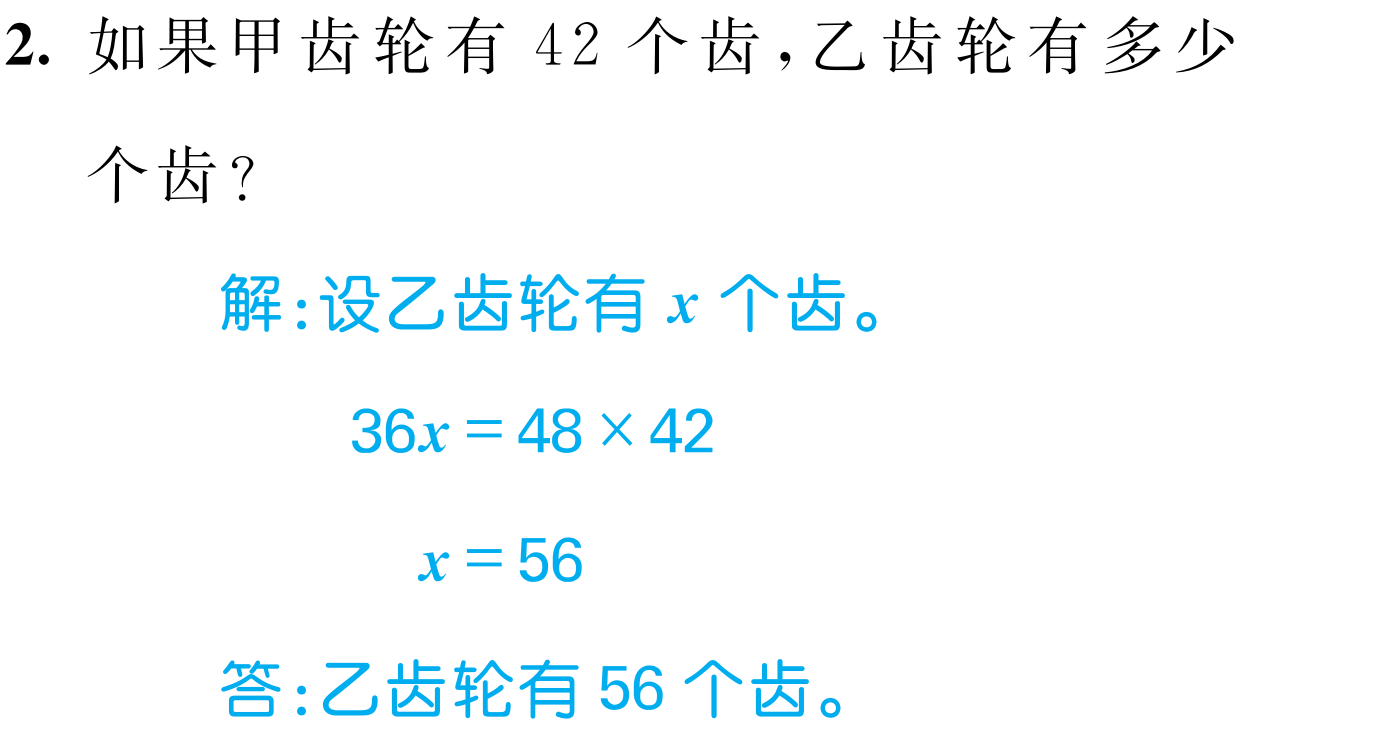 2. 如果甲齿轮有 42 个齿,乙齿轮有多少
个齿?
解:设乙齿轮有 x 个齿。
36x = 48 × 42
x = 56
答:乙齿轮有 56 个齿。